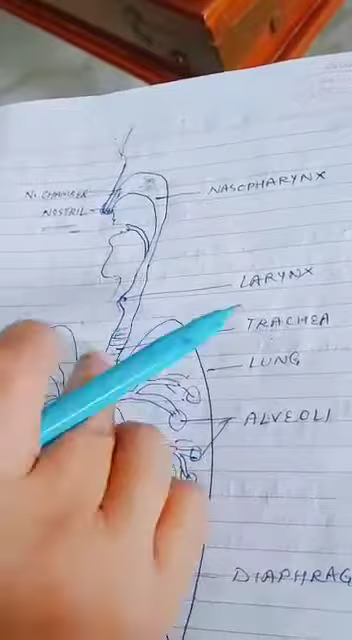 NASOPHARYNX
N. CHAMBER
NOSTRIL
LARYNX
TRACHEA
LUNG
ALVEOLI
DIAPHRAG